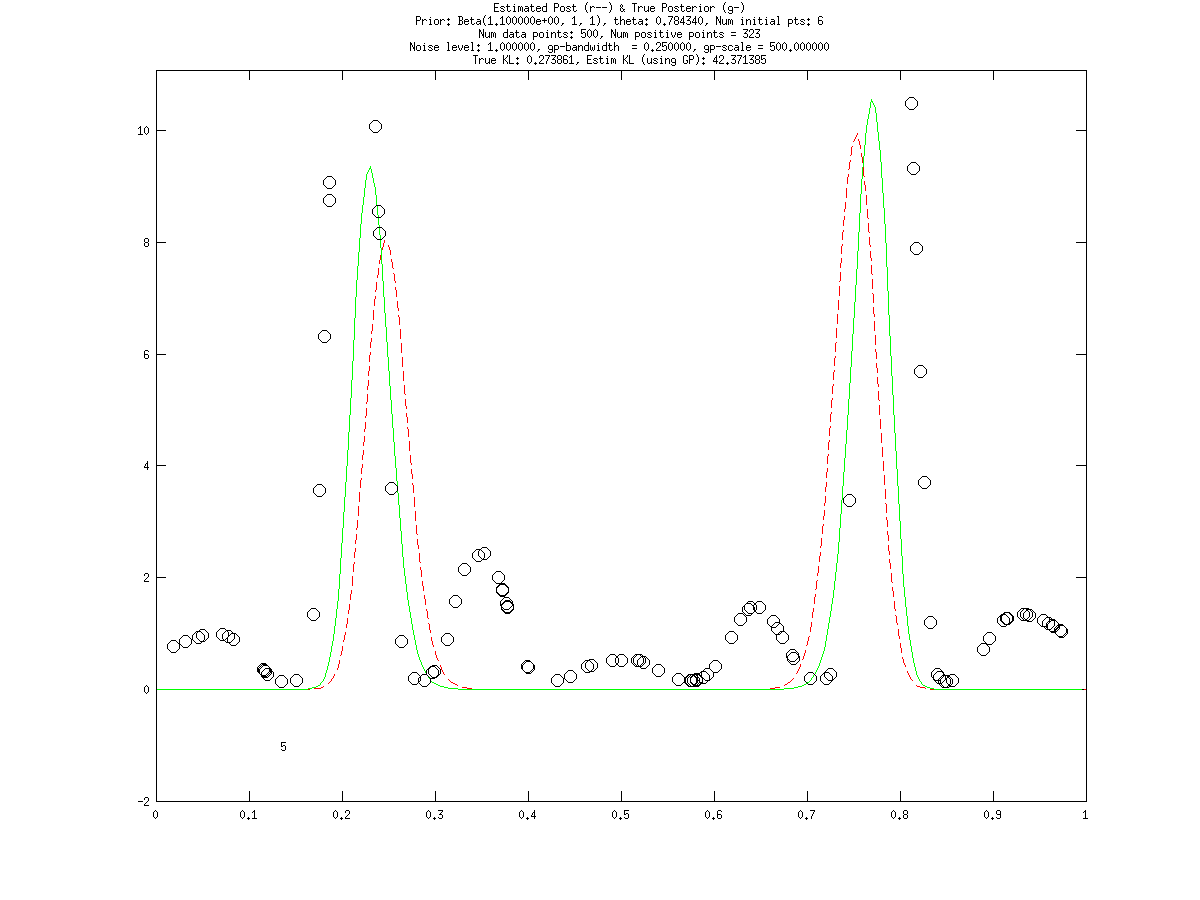 Estimated Post (r--) & True Posterior (g-)
Prior: Beta(1.100000e+00, 1, 1), theta: 0.784340, Num initial pts: 6
Num data points: 500, Num positive points = 323
Noise level: 1.000000, gp-bandwidth  = 0.250000, gp-scale = 500.000000
True KL: 0.273861, Estim KL (using GP): 42.371385
10
8
6
4
2
0
5
-2
0 0.1 0.2 0.3 0.4 0.5 0.6 0.7 0.8 0.9 1